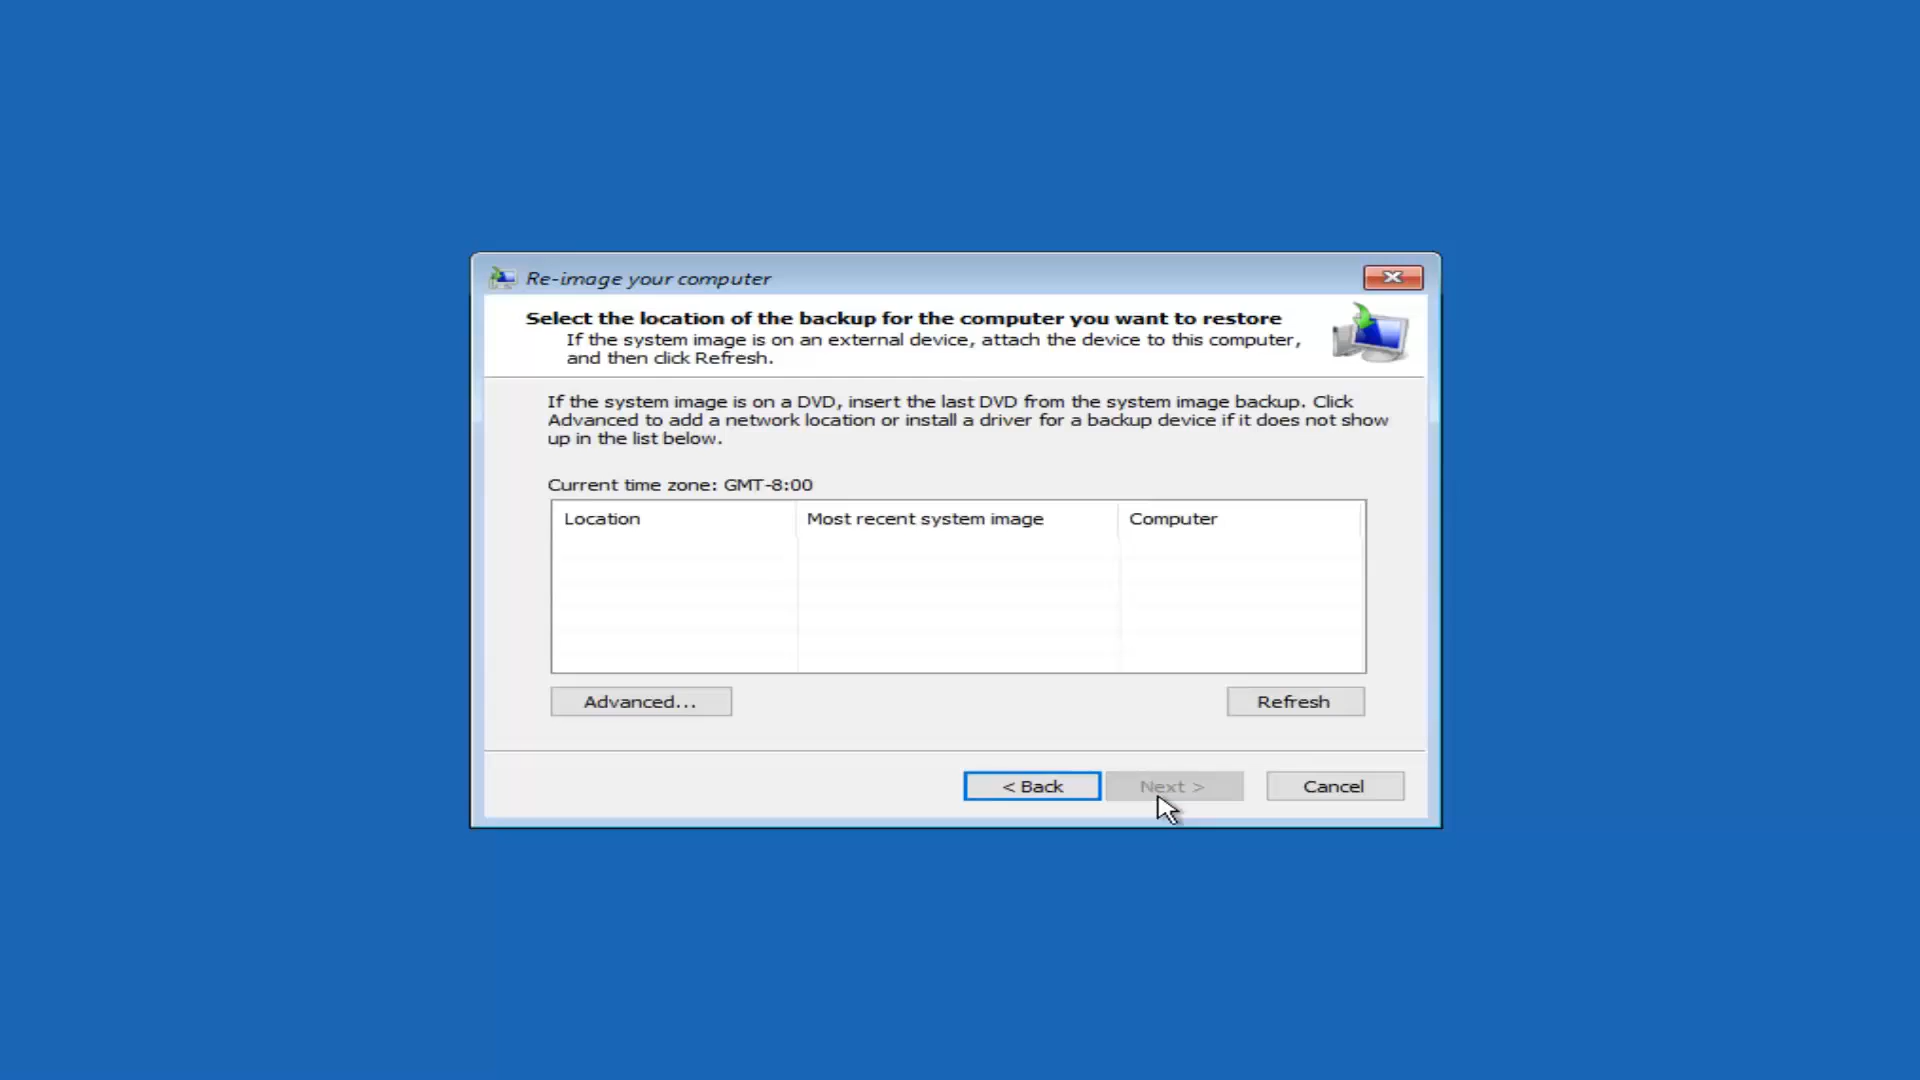 Re-image your computer
Select the location of the backup for the computer you want to restore
If the system image is on an external device, attach the device to this computer,
and then click Refresh.
If the system image is on a DVD, insert the last DVD from the system image backup. Click
Advanced to add a network location or install a driver for a backup device if it does not show
up in the list below.
Current time zone: GMT-8:00
Location Most recent system image Computer
Advanced... Refresh
< Back Next > Cancel